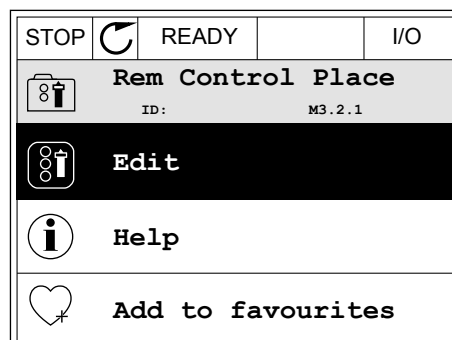 STOP READY I/O
Rem Control Place
ID: M3.2.1
Edit
Help
Add to favourites